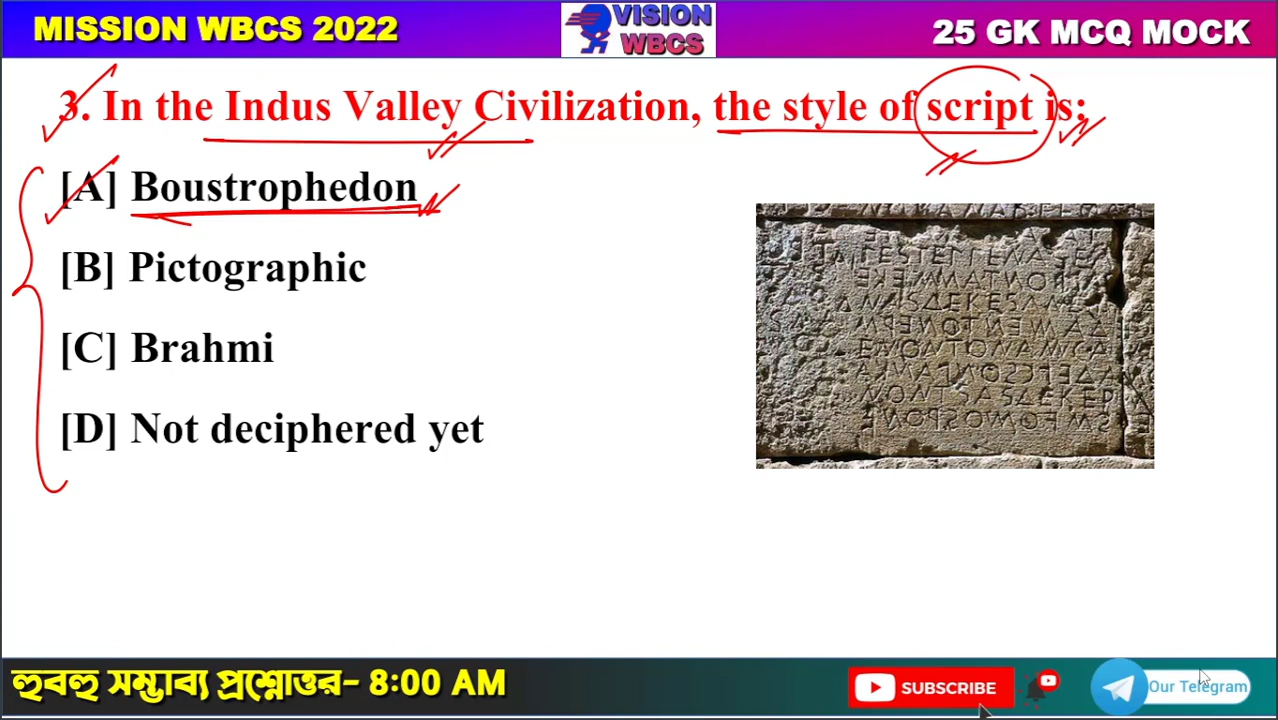 MISSION WBCS 2022
VISION
WBCS
25 GK MCQ MOCK
3. In the Indus Valley Civilization, the style of script is:
[A] Boustrophedon
[B] Pictographic
[C] Brahmi
[D] Not deciphered yet
হুবহু সম্ভাব্য প্রশ্নোত্তর- 8:00 AM
SUBSCRIBE
Our Telegram